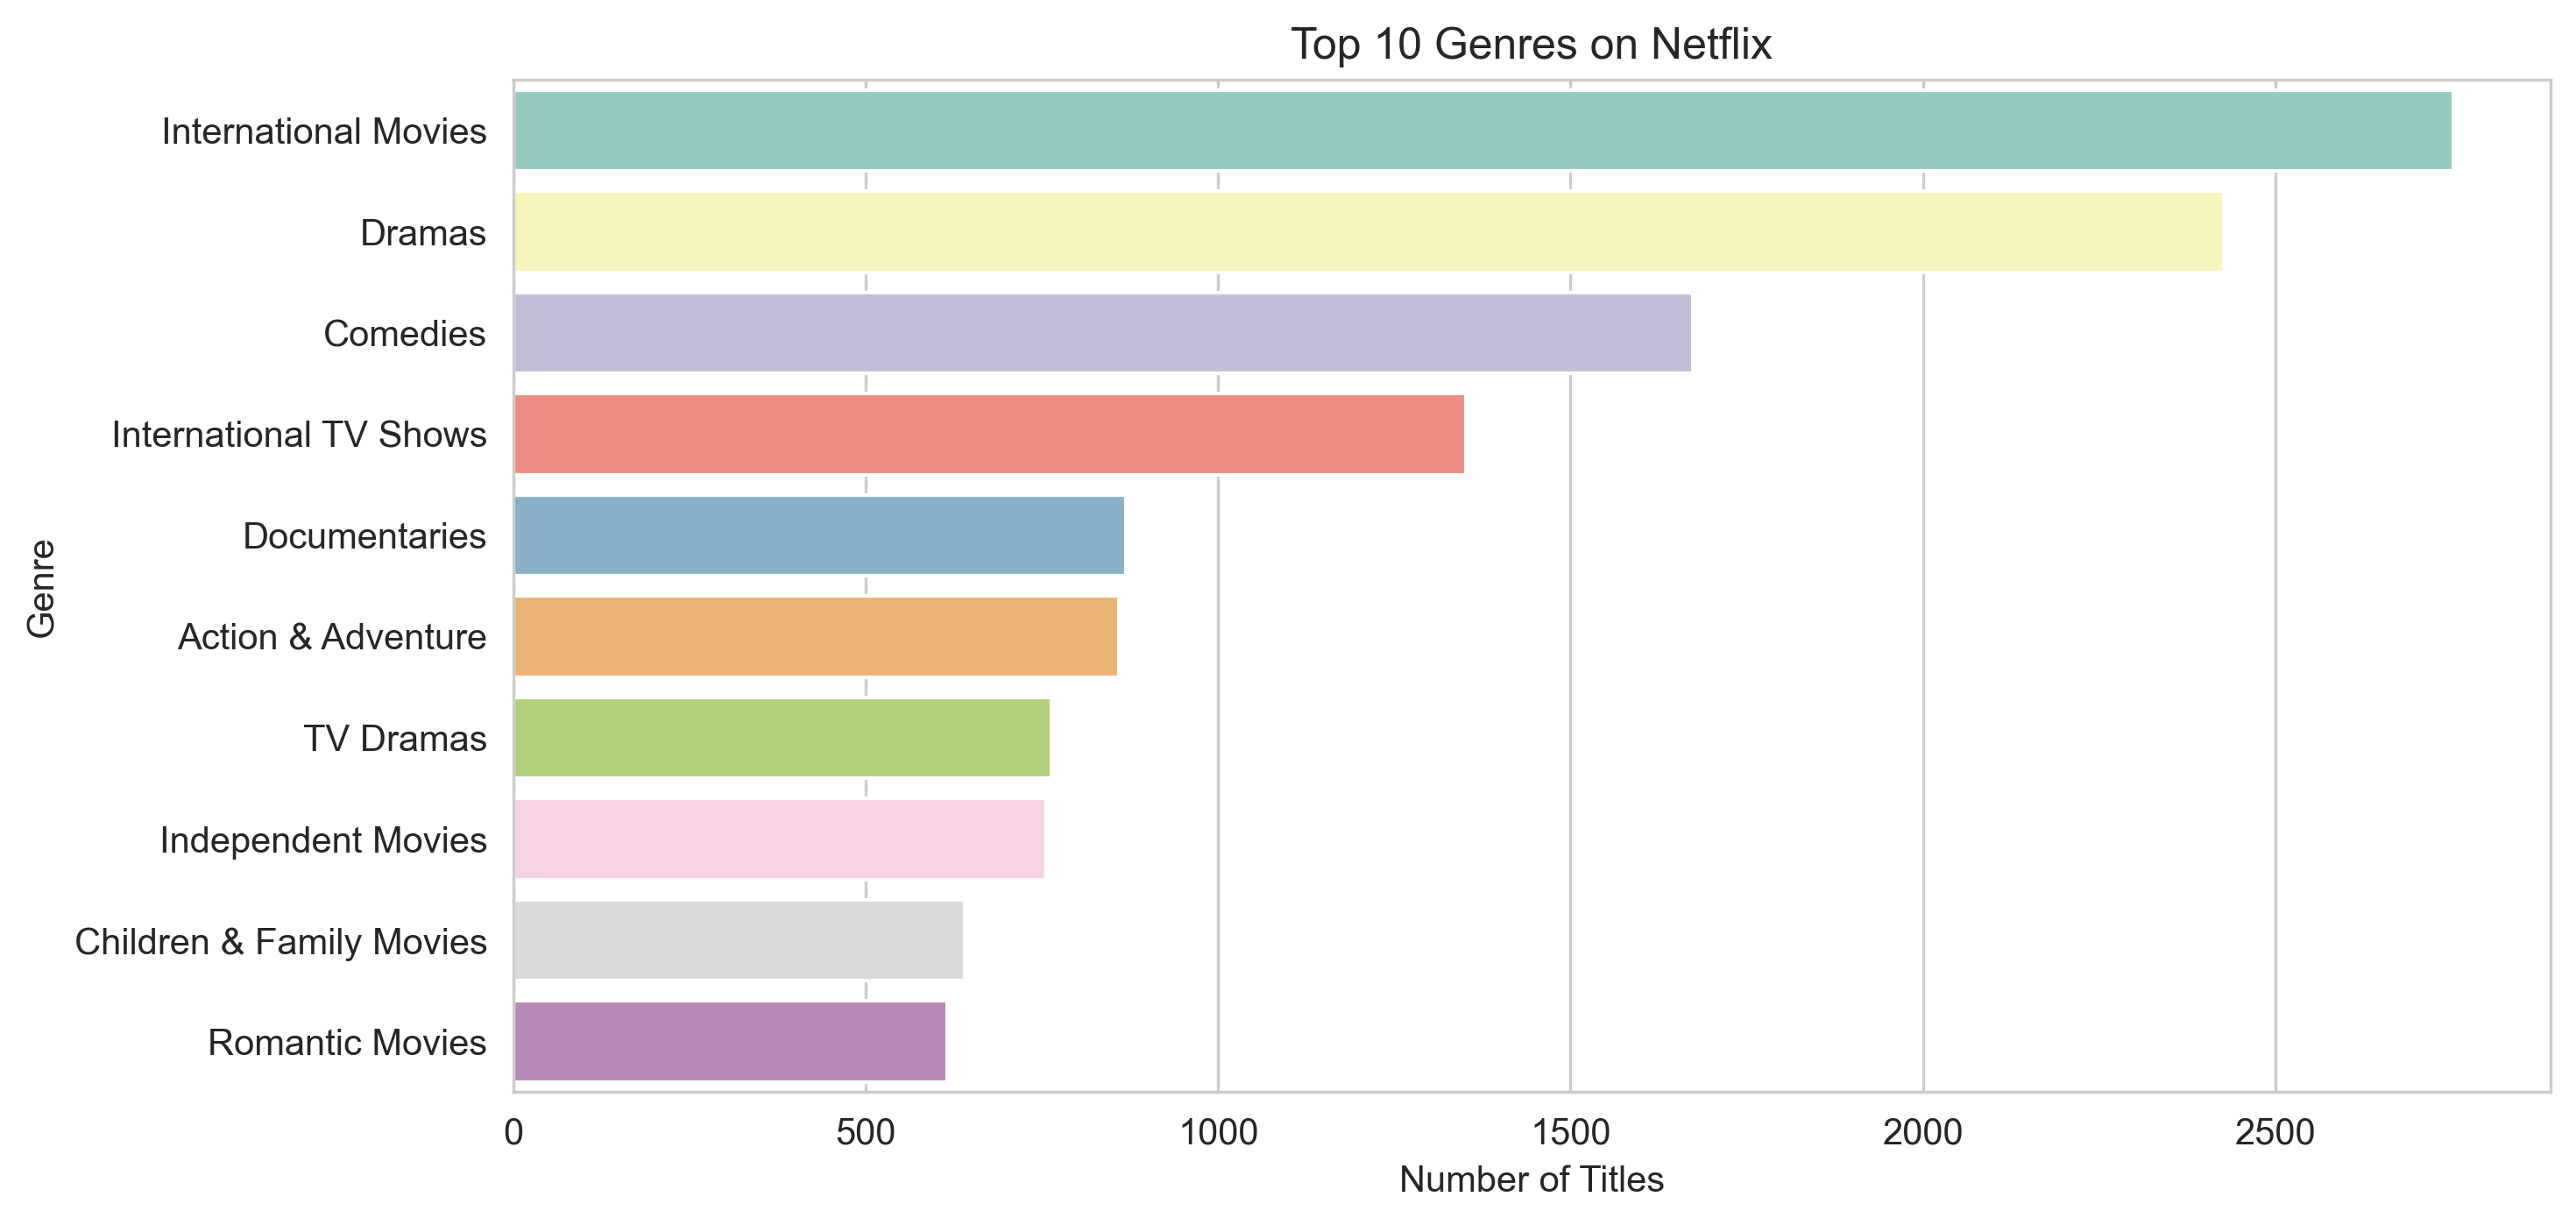 Top 10 Genres on Netflix
Genre
International Movies
Dramas
Comedies
International TV Shows
Documentaries
Action & Adventure
TV Dramas
Independent Movies
Children & Family Movies
Romantic Movies
0 500 1000 1500 2000 2500
Number of Titles